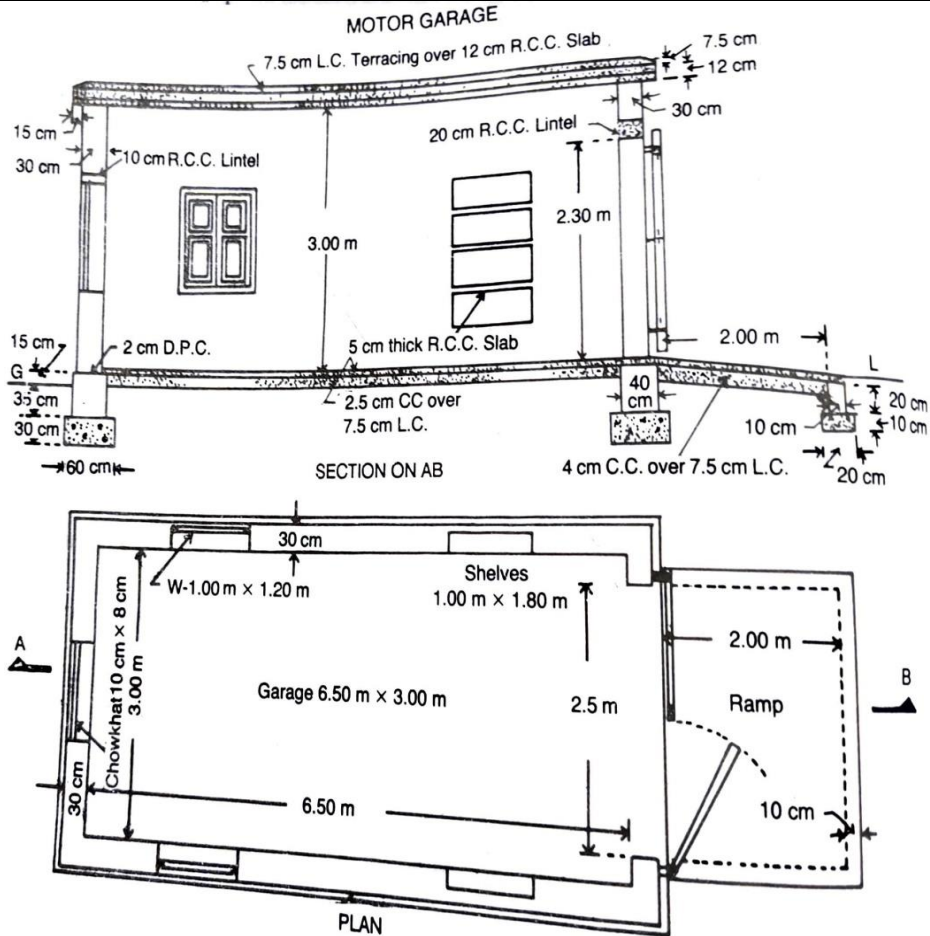 MOTOR GARAGE
7.5 cm L.C. Terracing over 12 cm R.C.C. Slab
7.5 cm
12 cm
15 cm
30 cm
10 cm R.C.C. Lintel
20 cm R.C.C. Lintel
30 cm
3.00 m
2.30 m
15 cm
2 cm D.P.C.
5 cm thick R.C.C. Slab
2.00 m
G
L
35 cm
30 cm
2.5 cm CC over
7.5 cm L.C.
40
cm
10 cm
20 cm
10 cm
60 cm
SECTION ON AB
4 cm C.C. over 7.5 cm L.C.
20 cm
30 cm
W-1.00 m × 1.20 m
Shelves
1.00 m × 1.80 m
Chowkhat 10 cm × 8 cm
3.00 m
A
Garage 6.50 m × 3.00 m
2.5 m
2.00 m
Ramp
B
30 cm
6.50 m
10 cm
PLAN